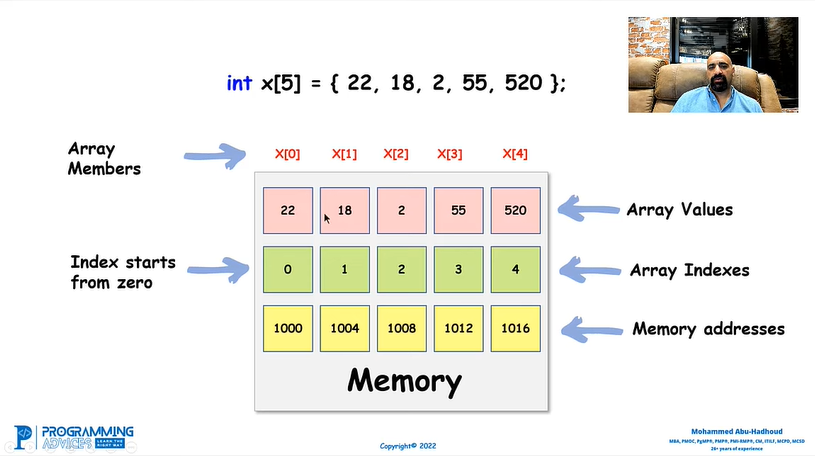 int x[5] = { 22, 18, 2, 55, 520 };
Array
Members
X[0] X[1] X[2] X[3] X[4]
22 18 2 55 520
Array Values
Index starts
from zero
0 1 2 3 4
Array Indexes
1000 1004 1008 1012 1016
Memory addresses
Memory
PROGRAMMING
ADVICES
LEARN THE
RIGHT WAY
Copyright© 2022
Mohammed Abu-Hadhoud
MBA, PMOC, PgMP®, PMP®, PMI-RMP®, CM, ITILF, MCPD, MCSD
26+ years of experience